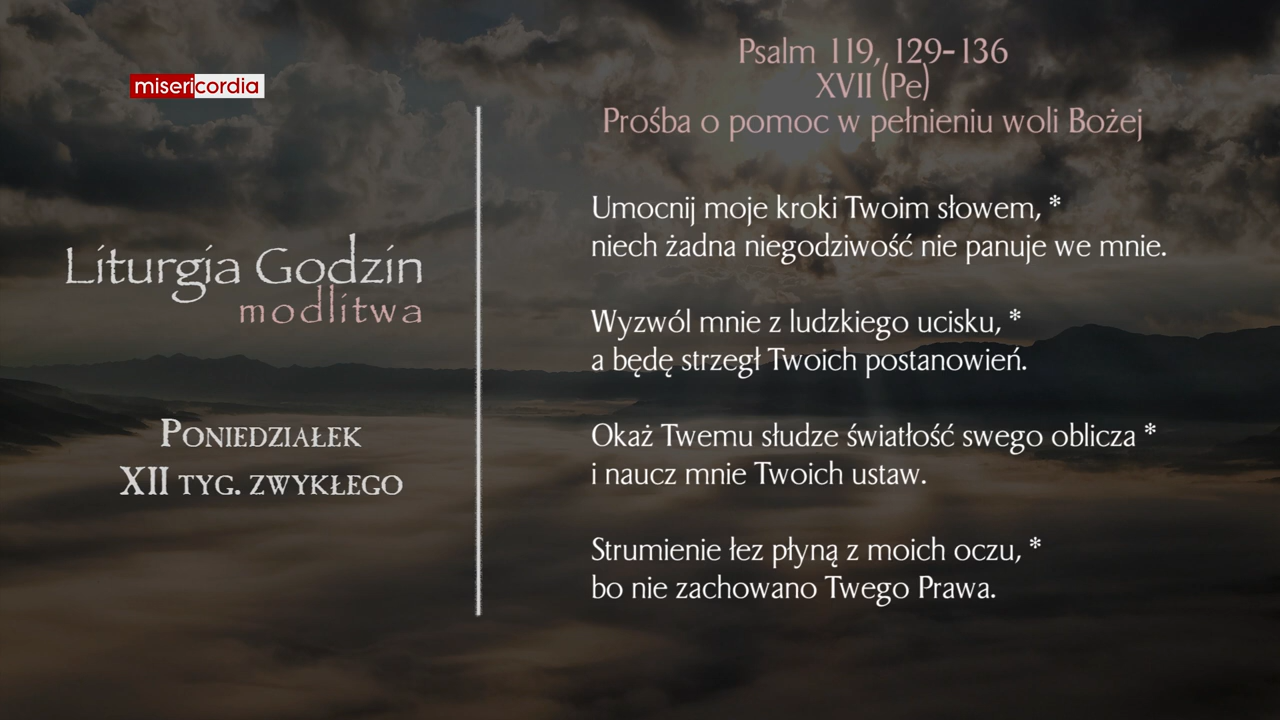 misericordia
Liturgia Godzin
modlitwa
Poniedziałek
XII tyg. zwykłego
Psalm 119, 129-136
XVII (Pe)
Prośba o pomoc w pełnieniu woli Bożej
Umocnij moje kroki Twoim słowem, *
niech żadna niegodziwość nie panuje we mnie.
Wyzwól mnie z ludzkiego ucisku, *
a będę strzegł Twoich postanowień.
Okaż Twemu słudze światłość swego oblicza *
i naucz mnie Twoich ustaw.
Strumienie łez płyną z moich oczu, *
bo nie zachowano Twego Prawa.